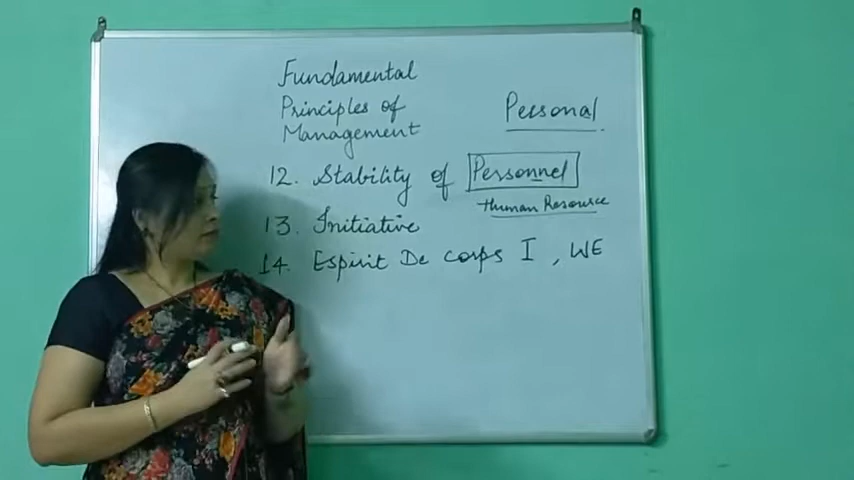 Fundamental
Principles of
Management
Personal
12. Stability of Personnel
Human Resource
13. Initiative
14. Espirit De corps I , WE